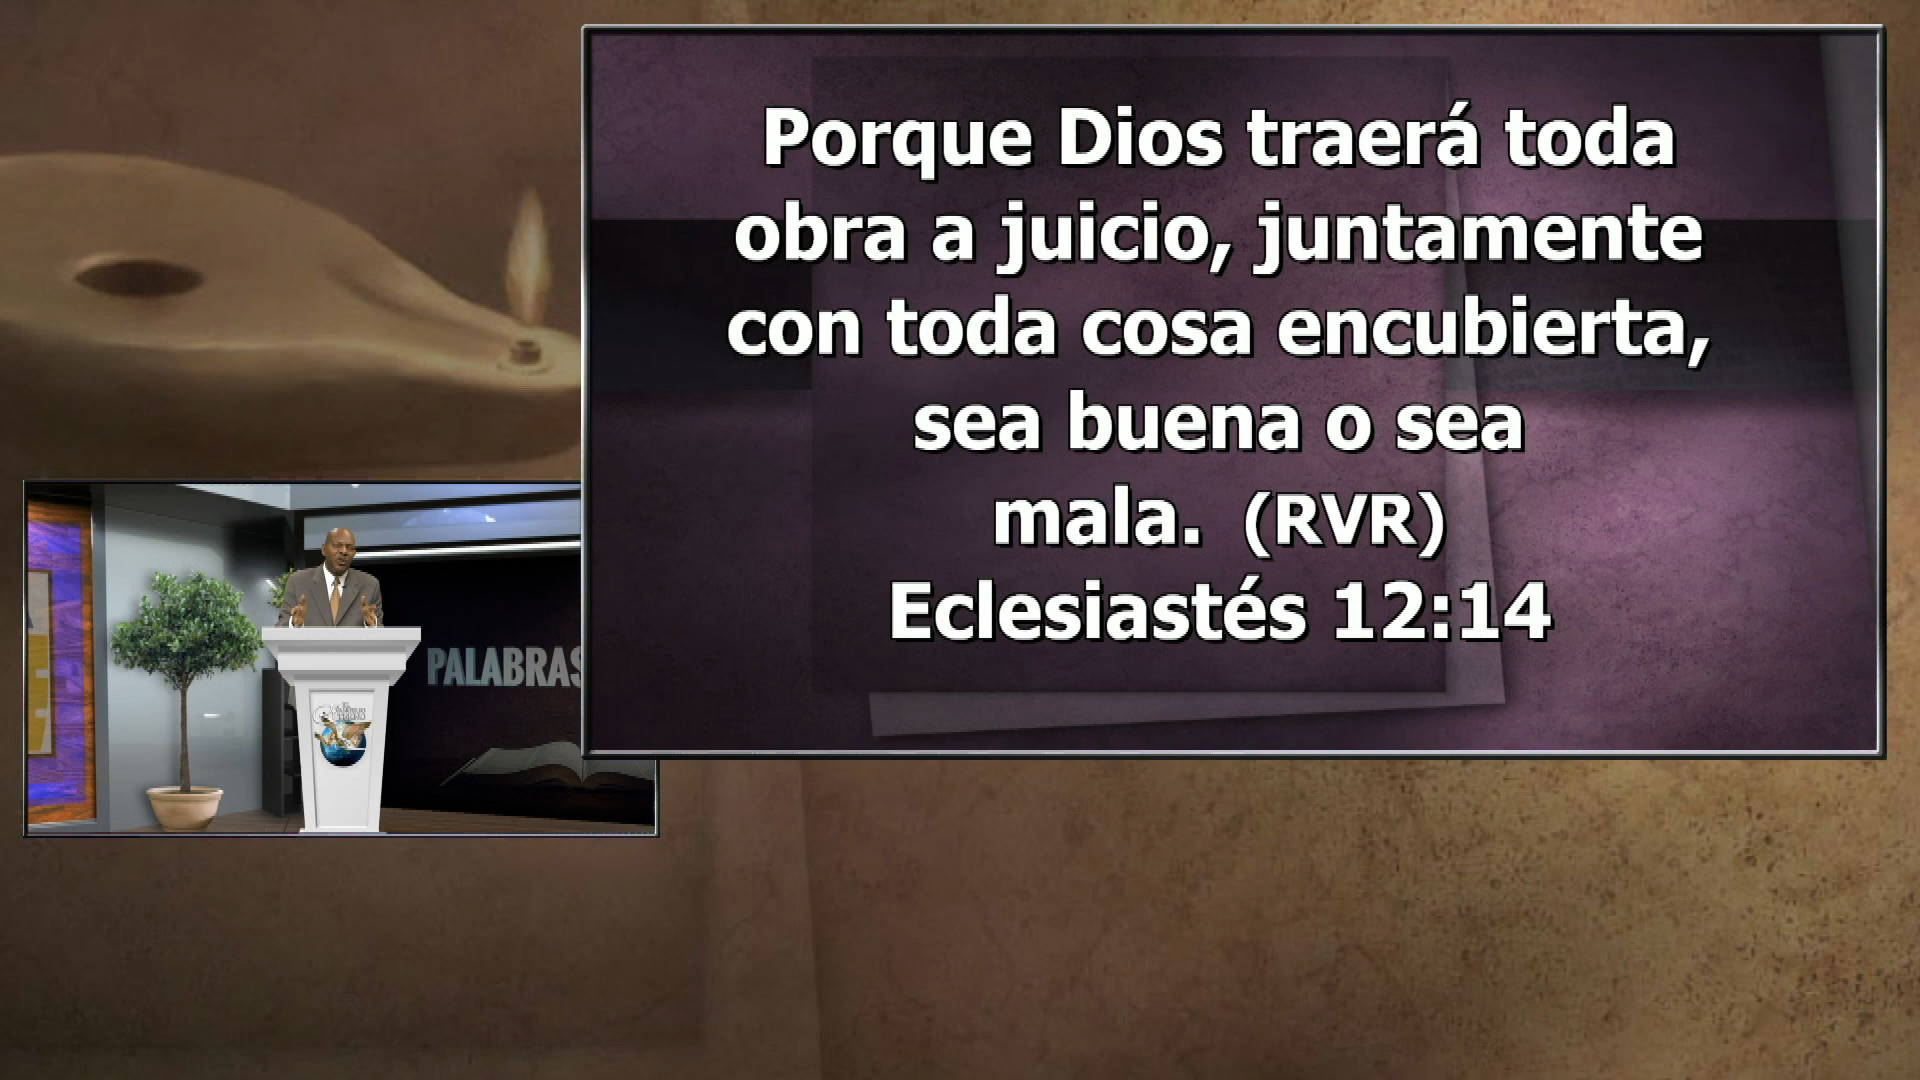 Porque Dios traerá toda
obra a juicio, juntamente
con toda cosa encubierta,
sea buena o sea
mala. (RVR)
Eclesiastés 12:14
PALABRAS